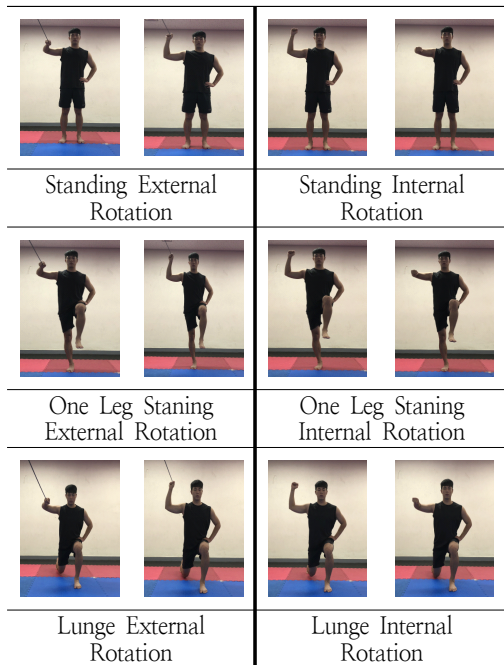 Standing External
Rotation
Standing Internal
Rotation
One Leg Staning
External Rotation
One Leg Staning
Internal Rotation
Lunge External
Rotation
Lunge Internal
Rotation